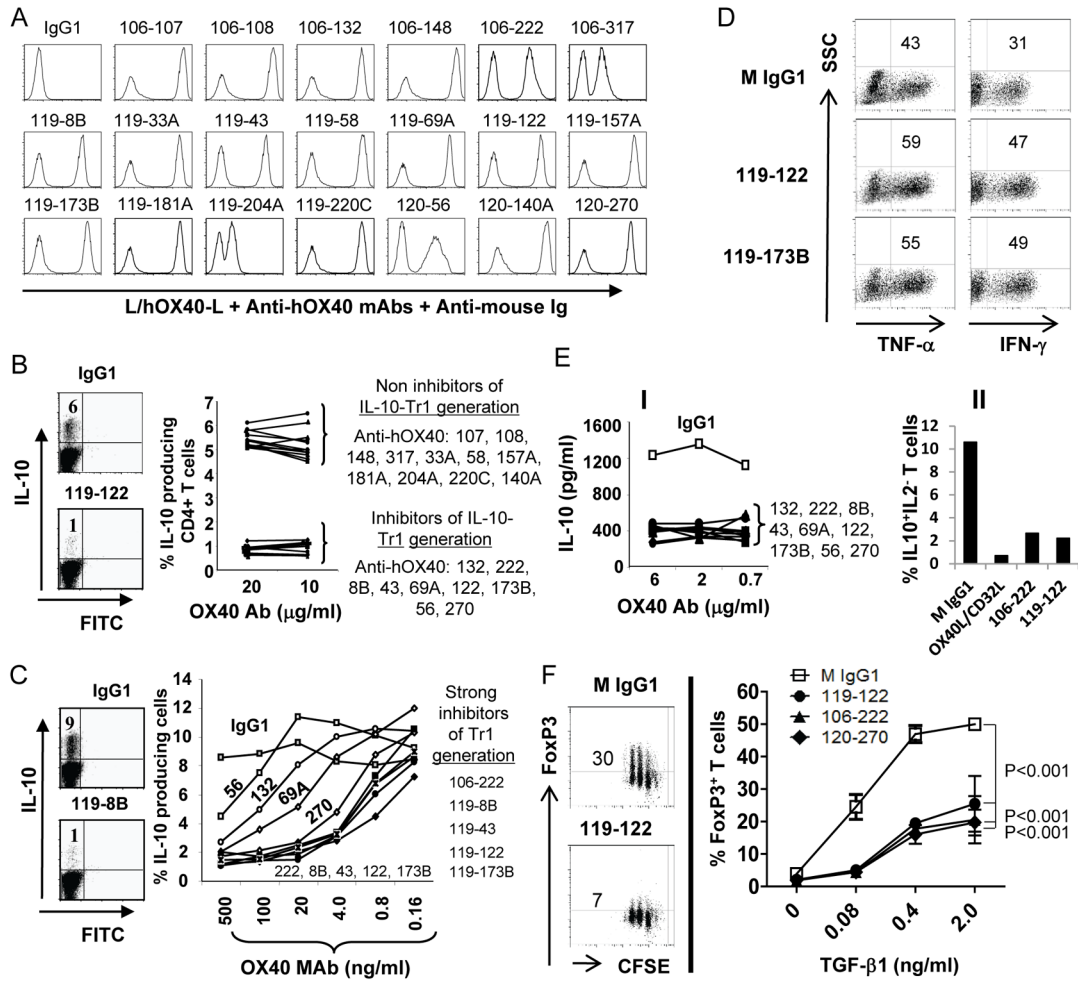 A
IgG1 106-107 106-108 106-132 106-148 106-222 106-317
119-8B 119-33A 119-43 119-58 119-69A 119-122 119-157A
119-173B 119-181A 119-204A 119-220C 120-56 120-140A 120-270
L/hOX40-L + Anti-hOX40 mAbs + Anti-mouse Ig
B
IgG1
6
119-122
1
IL-10
FITC
% IL-10 producing
CD4+ T cells
7
6
5
4
3
2
1
0
20 10
OX40 Ab (µg/ml)
Non inhibitors of
IL-10-Tr1 generation
Anti-hOX40: 107, 108,
148, 317, 33A, 58, 157A,
181A, 204A, 220C, 140A
Inhibitors of IL-10-
Tr1 generation
Anti-hOX40: 132, 222,
8B, 43, 69A, 122, 173B,
56, 270
C
IgG1
9
119-8B
1
IL-10
FITC
% IL-10 producing cells
14
12
10
8
6
4
2
0
IgG1
56
132
69A
270
222, 8B, 43, 122, 173B
500 100 20 4.0 0.8 0.16
OX40 MAb (ng/ml)
Strong
inhibitors
of Tr1
generation
106-222
119-8B
119-43
119-122
119-173B
D
SSC
M IgG1
43 31
119-122
59 47
119-173B
55 49
TNF-α IFN-γ
E
I
IL-10 (pg/ml)
1600
1200
800
400
0
IgG1
132, 222, 8B,
43, 69A, 122,
173B, 56, 270
6 2 0.7
OX40 Ab (µg/ml)
II
% IL10⁺IL2⁻ T cells
12
10
8
6
4
2
0
M IgG1
OX40L/CD32L
106-222
119-122
F
M IgG1
30
119-122
7
FoxP3
CFSE
M IgG1
119-122
106-222
120-270
% FoxP3⁺ T cells
60
50
40
30
20
10
0
P<0.001
P<0.001
P<0.001
0 0.08 0.4 2.0
TGF-β1 (ng/ml)